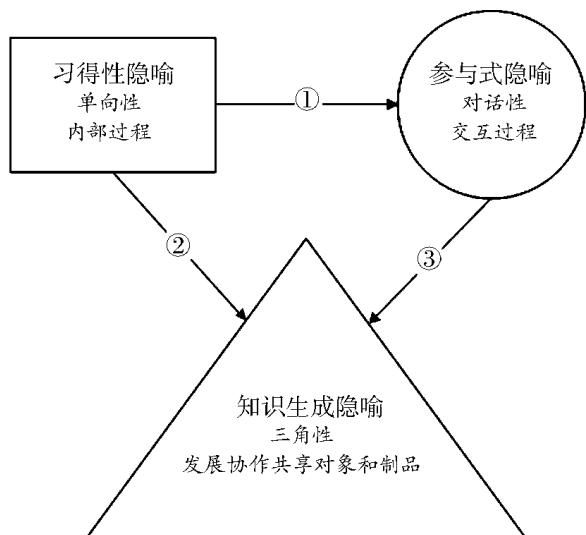 习得性隐喻
单向性
内部过程
①
参与式隐喻
对话性
交互过程
②
③
知识生成隐喻
三角性
发展协作共享对象和制品